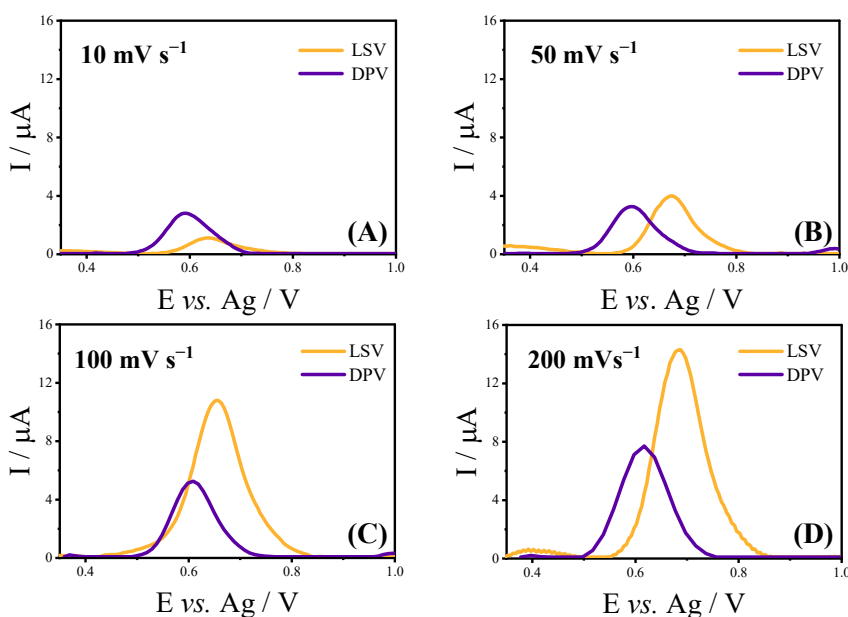 16
12
8
4
0
I / μA
10 mV s⁻¹
LSV
DPV
(A)
0.4 0.6 0.8 1.0
E vs. Ag / V
16
12
8
4
0
I / μA
50 mV s⁻¹
LSV
DPV
(B)
0.4 0.6 0.8 1.0
E vs. Ag / V
16
12
8
4
0
I / μA
100 mV s⁻¹
LSV
DPV
(C)
0.4 0.6 0.8 1.0
E vs. Ag / V
16
12
8
4
0
I / μA
200 mVs⁻¹
LSV
DPV
(D)
0.4 0.6 0.8 1.0
E vs. Ag / V